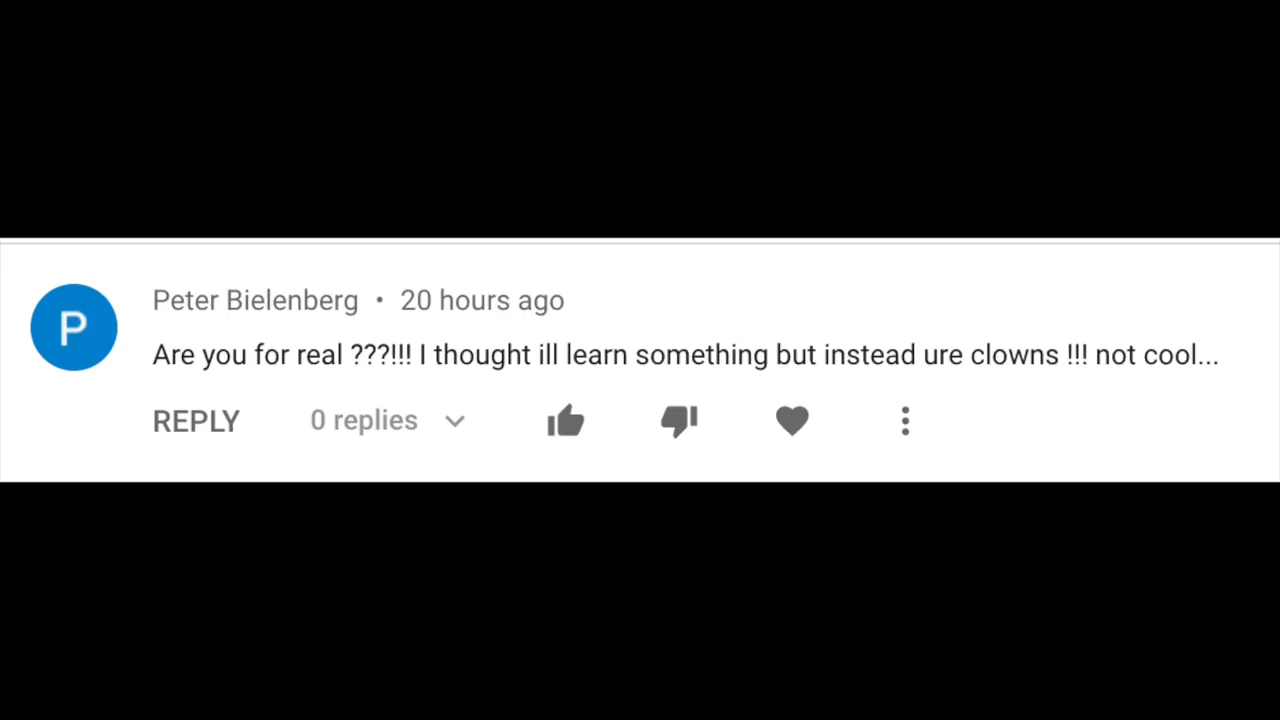 P
Peter Bielenberg • 20 hours ago
Are you for real ???!!! I thought ill learn something but instead ure clowns !!! not cool...
REPLY 0 replies